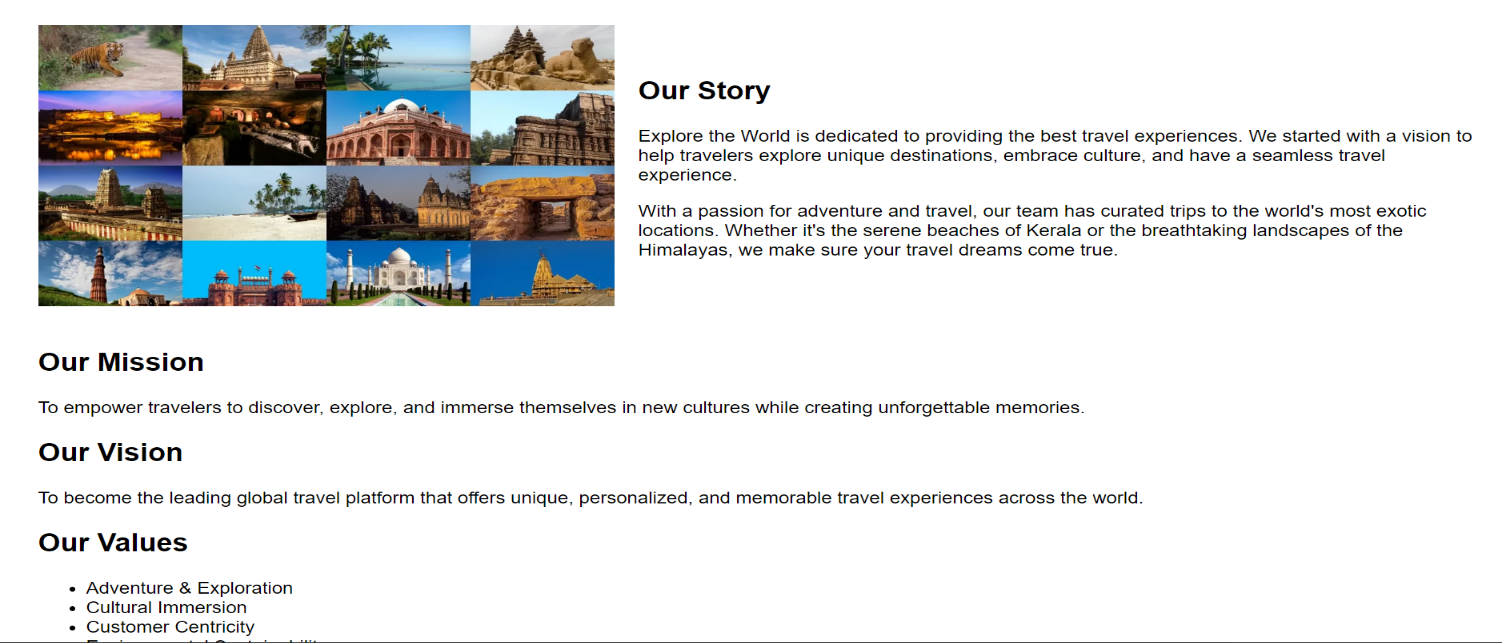 Our Story
Explore the World is dedicated to providing the best travel experiences. We started with a vision to
help travelers explore unique destinations, embrace culture, and have a seamless travel
experience.
With a passion for adventure and travel, our team has curated trips to the world's most exotic
locations. Whether it's the serene beaches of Kerala or the breathtaking landscapes of the
Himalayas, we make sure your travel dreams come true.
Our Mission
To empower travelers to discover, explore, and immerse themselves in new cultures while creating unforgettable memories.
Our Vision
To become the leading global travel platform that offers unique, personalized, and memorable travel experiences across the world.
Our Values
• Adventure & Exploration
• Cultural Immersion
• Customer Centricity